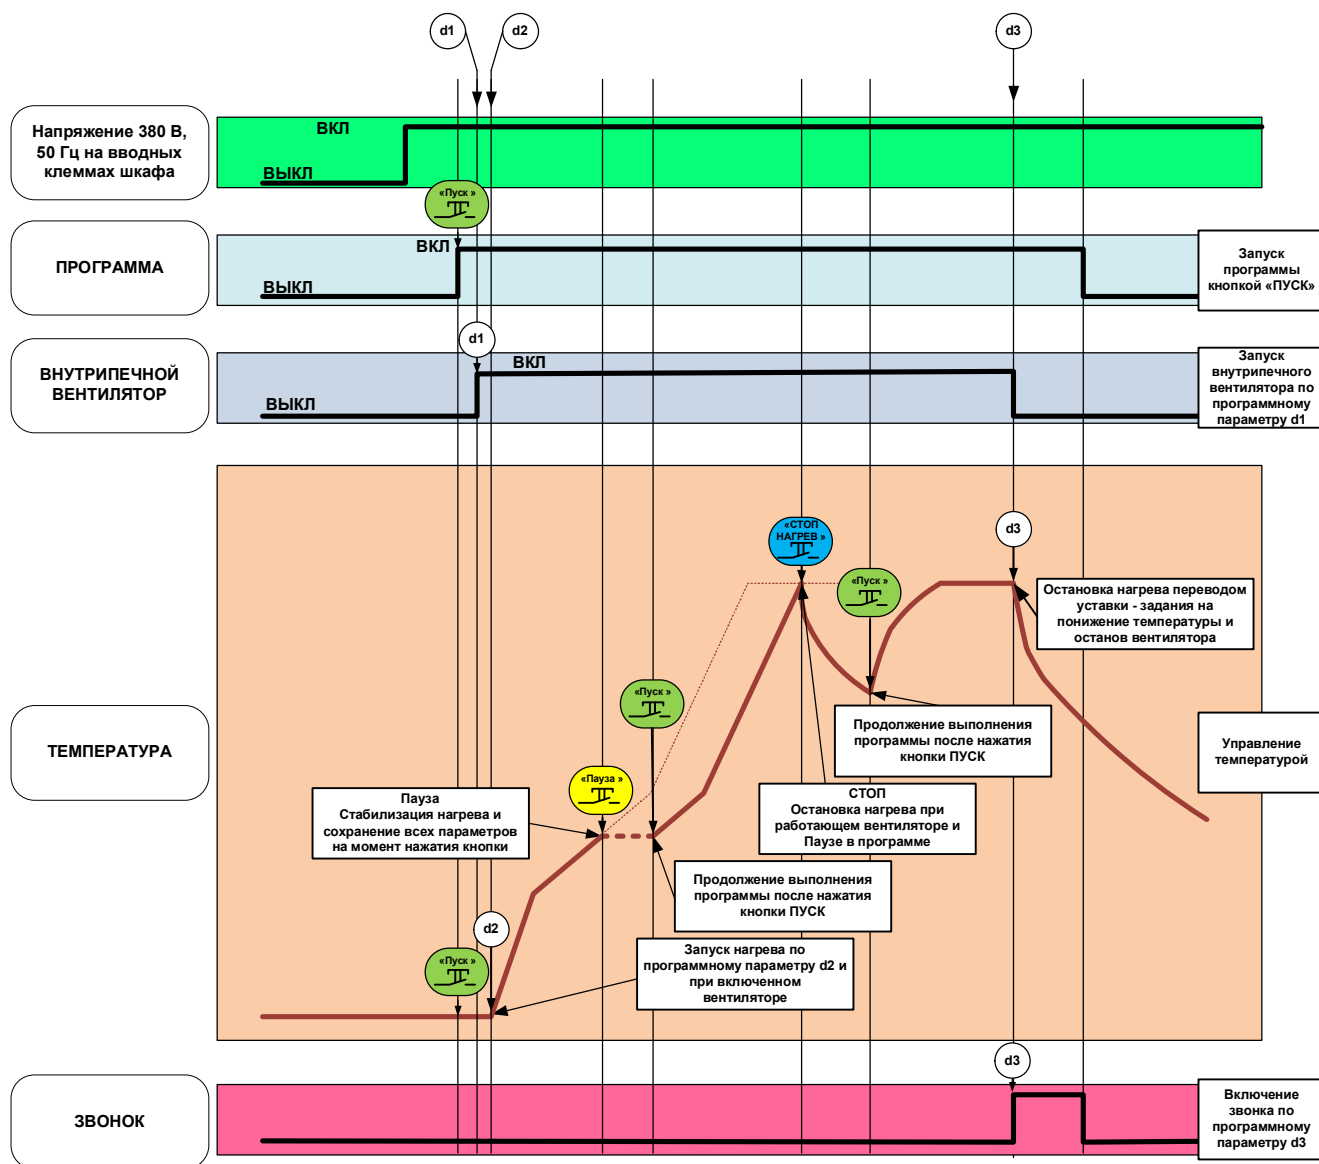 d1
d2
d3
Напряжение 380 В,
50 Гц на вводных
клеммах шкафа
ВКЛ
ВЫКЛ
«Пуск »
ПРОГРАММА
ВКЛ
ВЫКЛ
Запуск
программы
кнопкой «ПУСК»
d1
ВНУТРИПЕЧНОЙ
ВЕНТИЛЯТОР
ВКЛ
ВЫКЛ
Запуск
внутрипечного
вентилятора по
программному
параметру d1
«СТОП
НАГРЕВ »
d3
«Пуск »
Остановка нагрева переводом
уставки - задания на
понижение температуры и
останов вентилятора
«Пуск »
ТЕМПЕРАТУРА
Продолжение выполнения
программы после нажатия
кнопки ПУСК
Управление
температурой
«Пауза »
Пауза
Стабилизация нагрева и
сохранение всех параметров
на момент нажатия кнопки
СТОП
Остановка нагрева при
работающем вентиляторе и
Паузе в программе
Продолжение выполнения
программы после нажатия
кнопки ПУСК
d2
«Пуск »
Запуск нагрева по
программному параметру d2 и
при включенном
вентиляторе
d3
ЗВОНОК
Включение
звонка по
программному
параметру d3